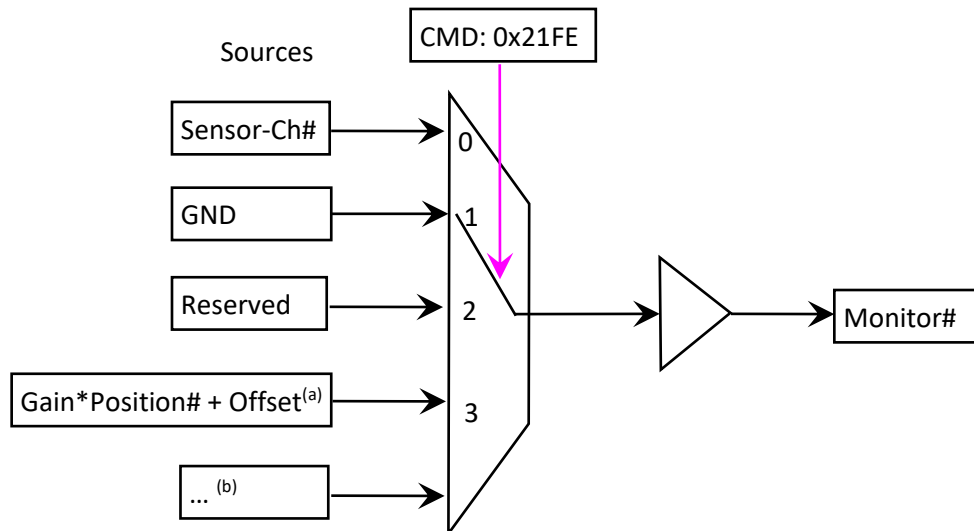 CMD: 0x21FE
Sources
Sensor-Ch#
0
GND
1
Reserved
2
Monitor#
Gain*Position# + Offset(a)
3
... (b)